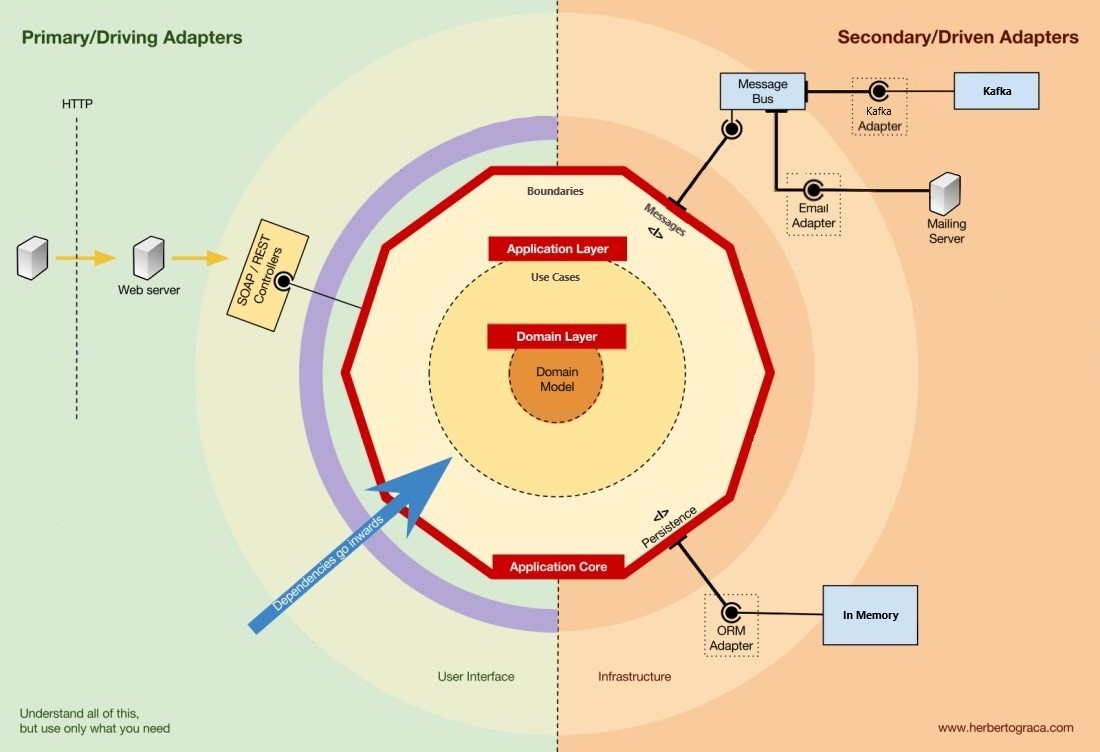 Primary/Driving Adapters
Secondary/Driven Adapters
HTTP
Web server
SOAP / REST
Controllers
Message
Bus
Kafka
Adapter
Kafka
Email
Adapter
Mailing
Server
Messages
</>
Boundaries
Application Layer
Use Cases
Domain Layer
Domain
Model
Dependencies go inwards
</>
Persistence
Application Core
ORM
Adapter
In Memory
User Interface
Infrastructure
Understand all of this,
but use only what you need
www.herbertograca.com